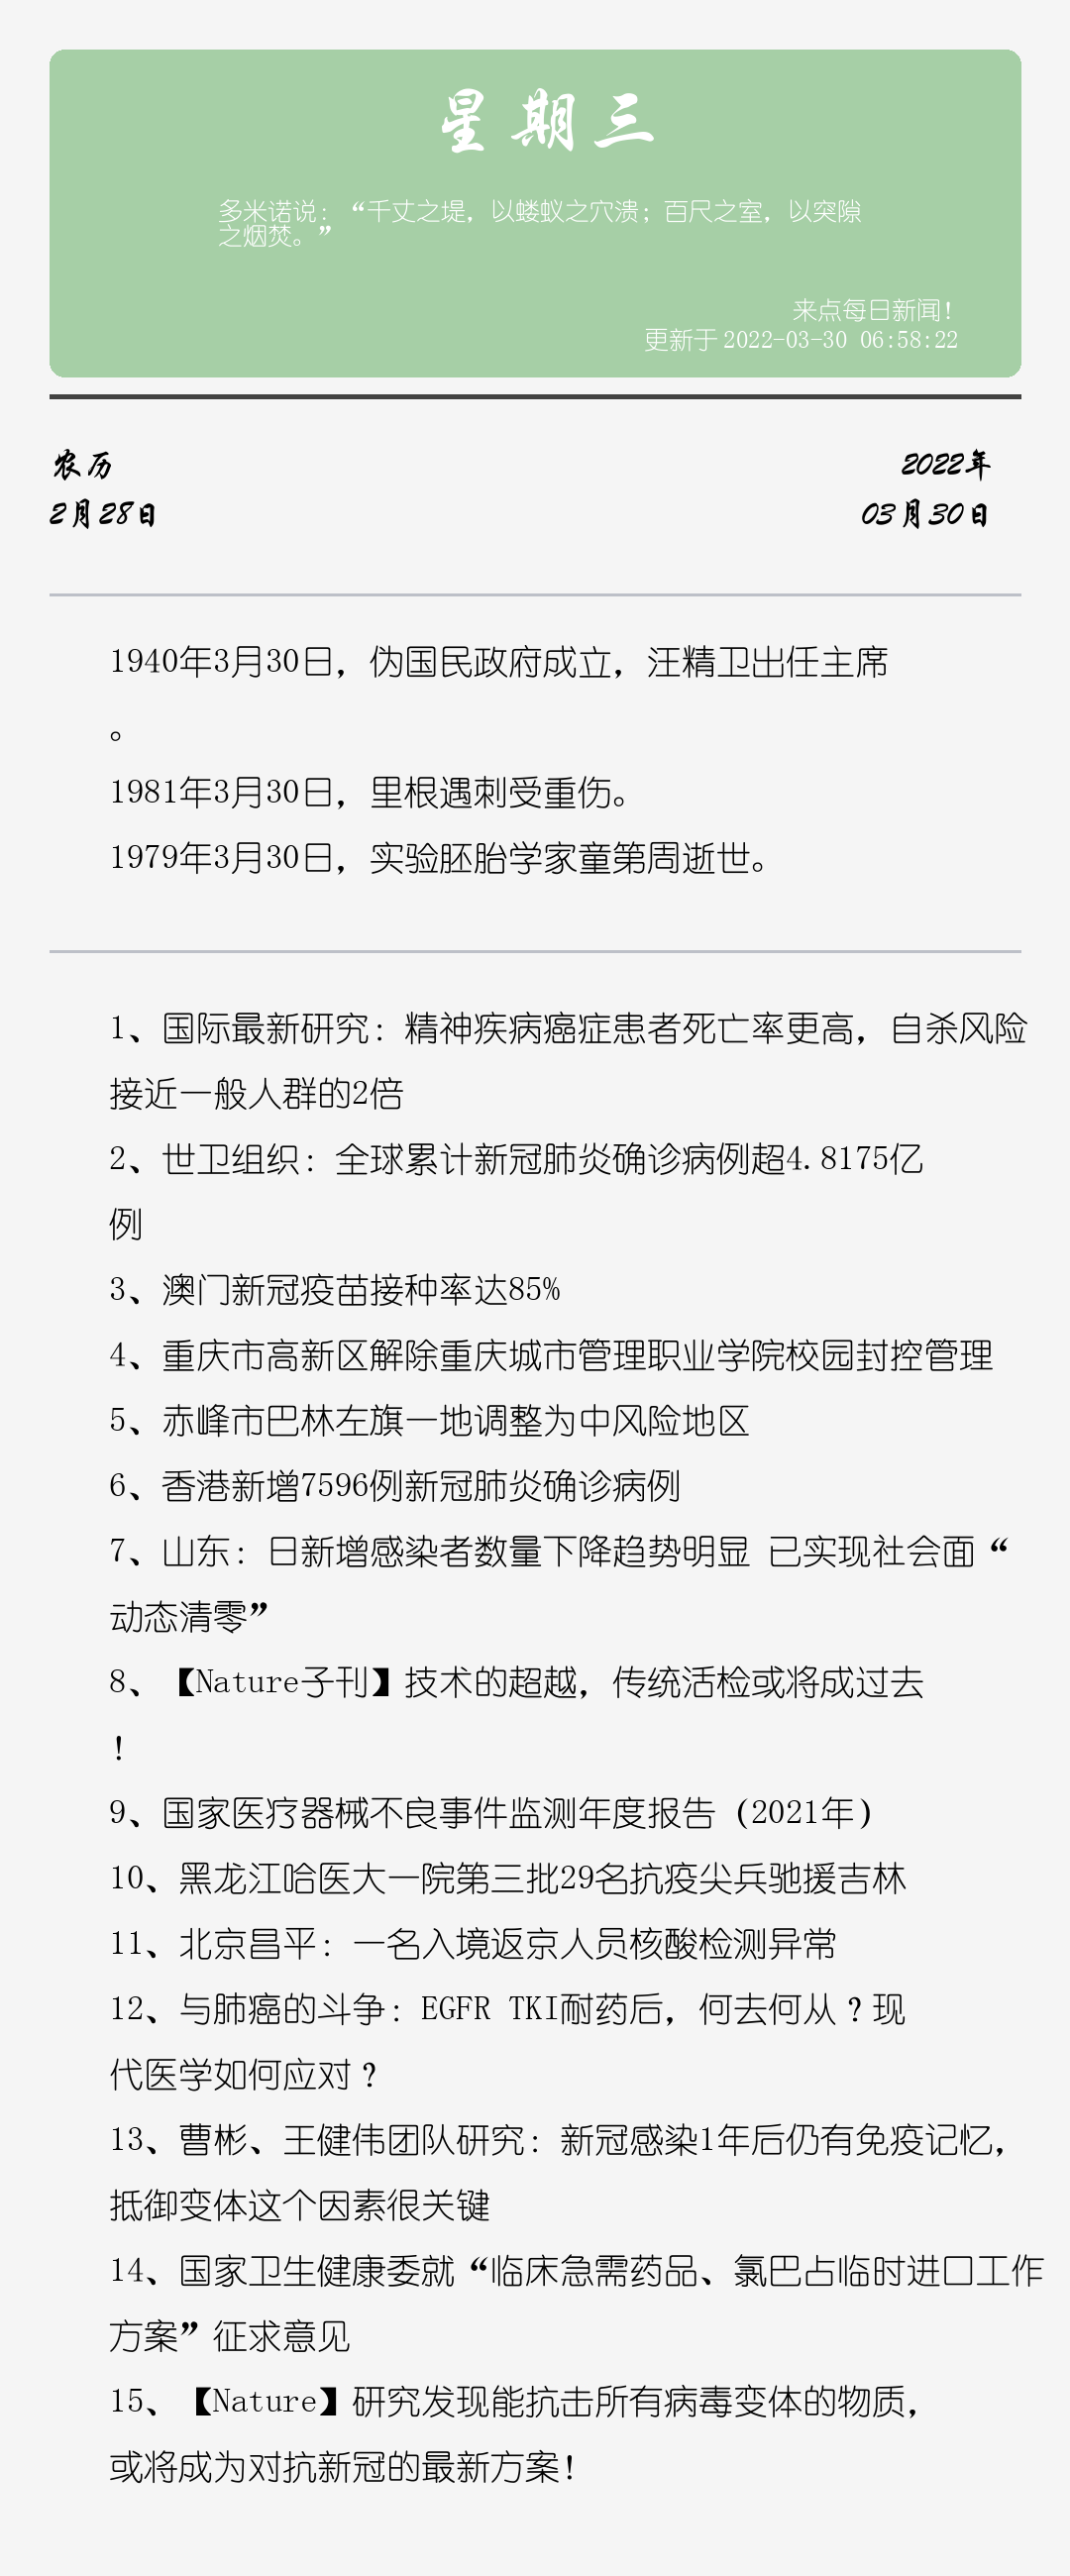 星期三
多米诺说：“千丈之堤，以蝼蚁之穴溃；百尺之室，以突隙
之烟焚。”
来点每日新闻！
更新于 2022-03-30 06:58:22
农历
2022年
2月28日
03月30日
1940年3月30日，伪国民政府成立，汪精卫出任主席
。
1981年3月30日，里根遇刺受重伤。
1979年3月30日，实验胚胎学家童第周逝世。
1、国际最新研究：精神疾病癌症患者死亡率更高，自杀风险
接近一般人群的2倍
2、世卫组织：全球累计新冠肺炎确诊病例超4.8175亿
例
3、澳门新冠疫苗接种率达85%
4、重庆市高新区解除重庆城市管理职业学院校园封控管理
5、赤峰市巴林左旗一地调整为中风险地区
6、香港新增7596例新冠肺炎确诊病例
7、山东：日新增感染者数量下降趋势明显 已实现社会面“
动态清零”
8、【Nature子刊】技术的超越，传统活检或将成过去
！
9、国家医疗器械不良事件监测年度报告（2021年）
10、黑龙江哈医大一院第三批29名抗疫尖兵驰援吉林
11、北京昌平：一名入境返京人员核酸检测异常
12、与肺癌的斗争：EGFR TKI耐药后，何去何从？现
代医学如何应对？
13、曹彬、王健伟团队研究：新冠感染1年后仍有免疫记忆，
抵御变体这个因素很关键
14、国家卫生健康委就“临床急需药品、氯巴占临时进口工作
方案”征求意见
15、【Nature】研究发现能抗击所有病毒变体的物质，
或将成为对抗新冠的最新方案！